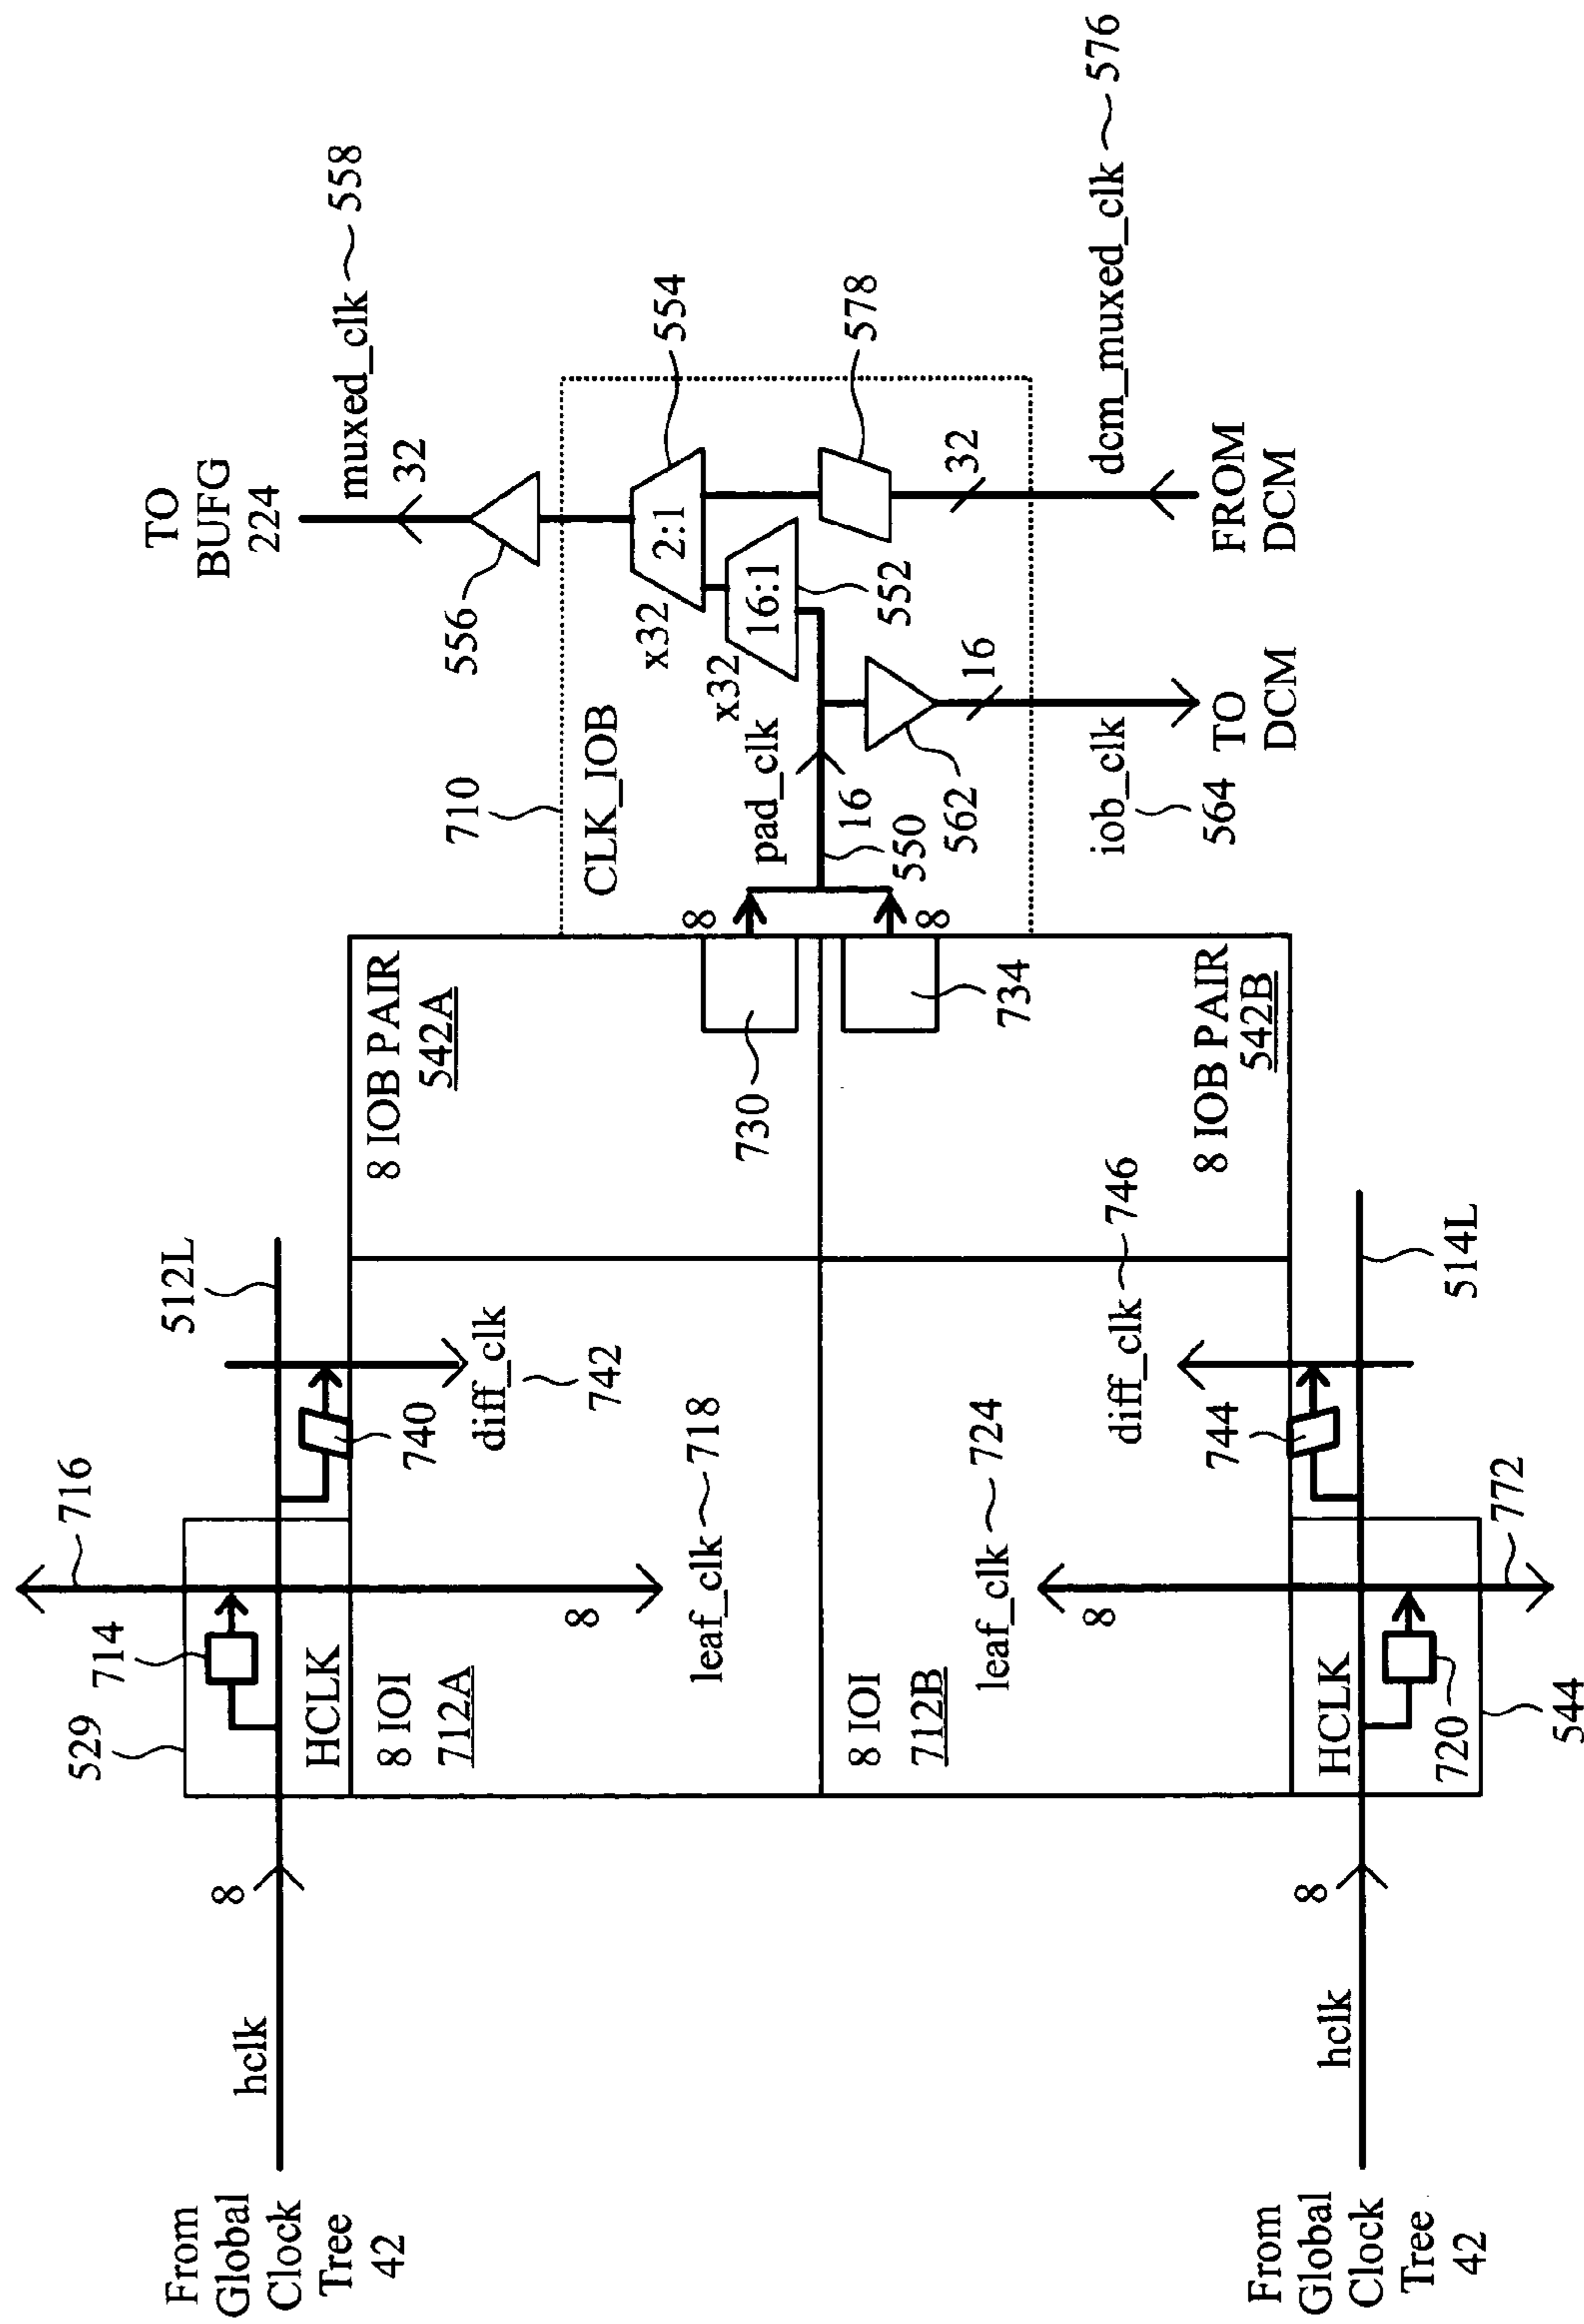 From
Global
Clock
Tree
42
hclk
8
529
714
716
HCLK
8 IOI
712A
8
leaf_clk 718
512L
740
diff_clk
742
8 IOB PAIR
542A
730
8
From
Global
Clock
Tree
42
hclk
8
HCLK
720
544
772
8 IOI
712B
8
leaf_clk 724
744
diff_clk 746
514L
8 IOB PAIR
542B
734
8
710
CLK_IOB
pad_clk
16
550
562
16
iob_clk
564
TO
DCM
x32
16:1
552
x32
2:1
554
578
32
dcm_muxed_clk 576
FROM
DCM
556
32
muxed_clk 558
TO
BUFG
224